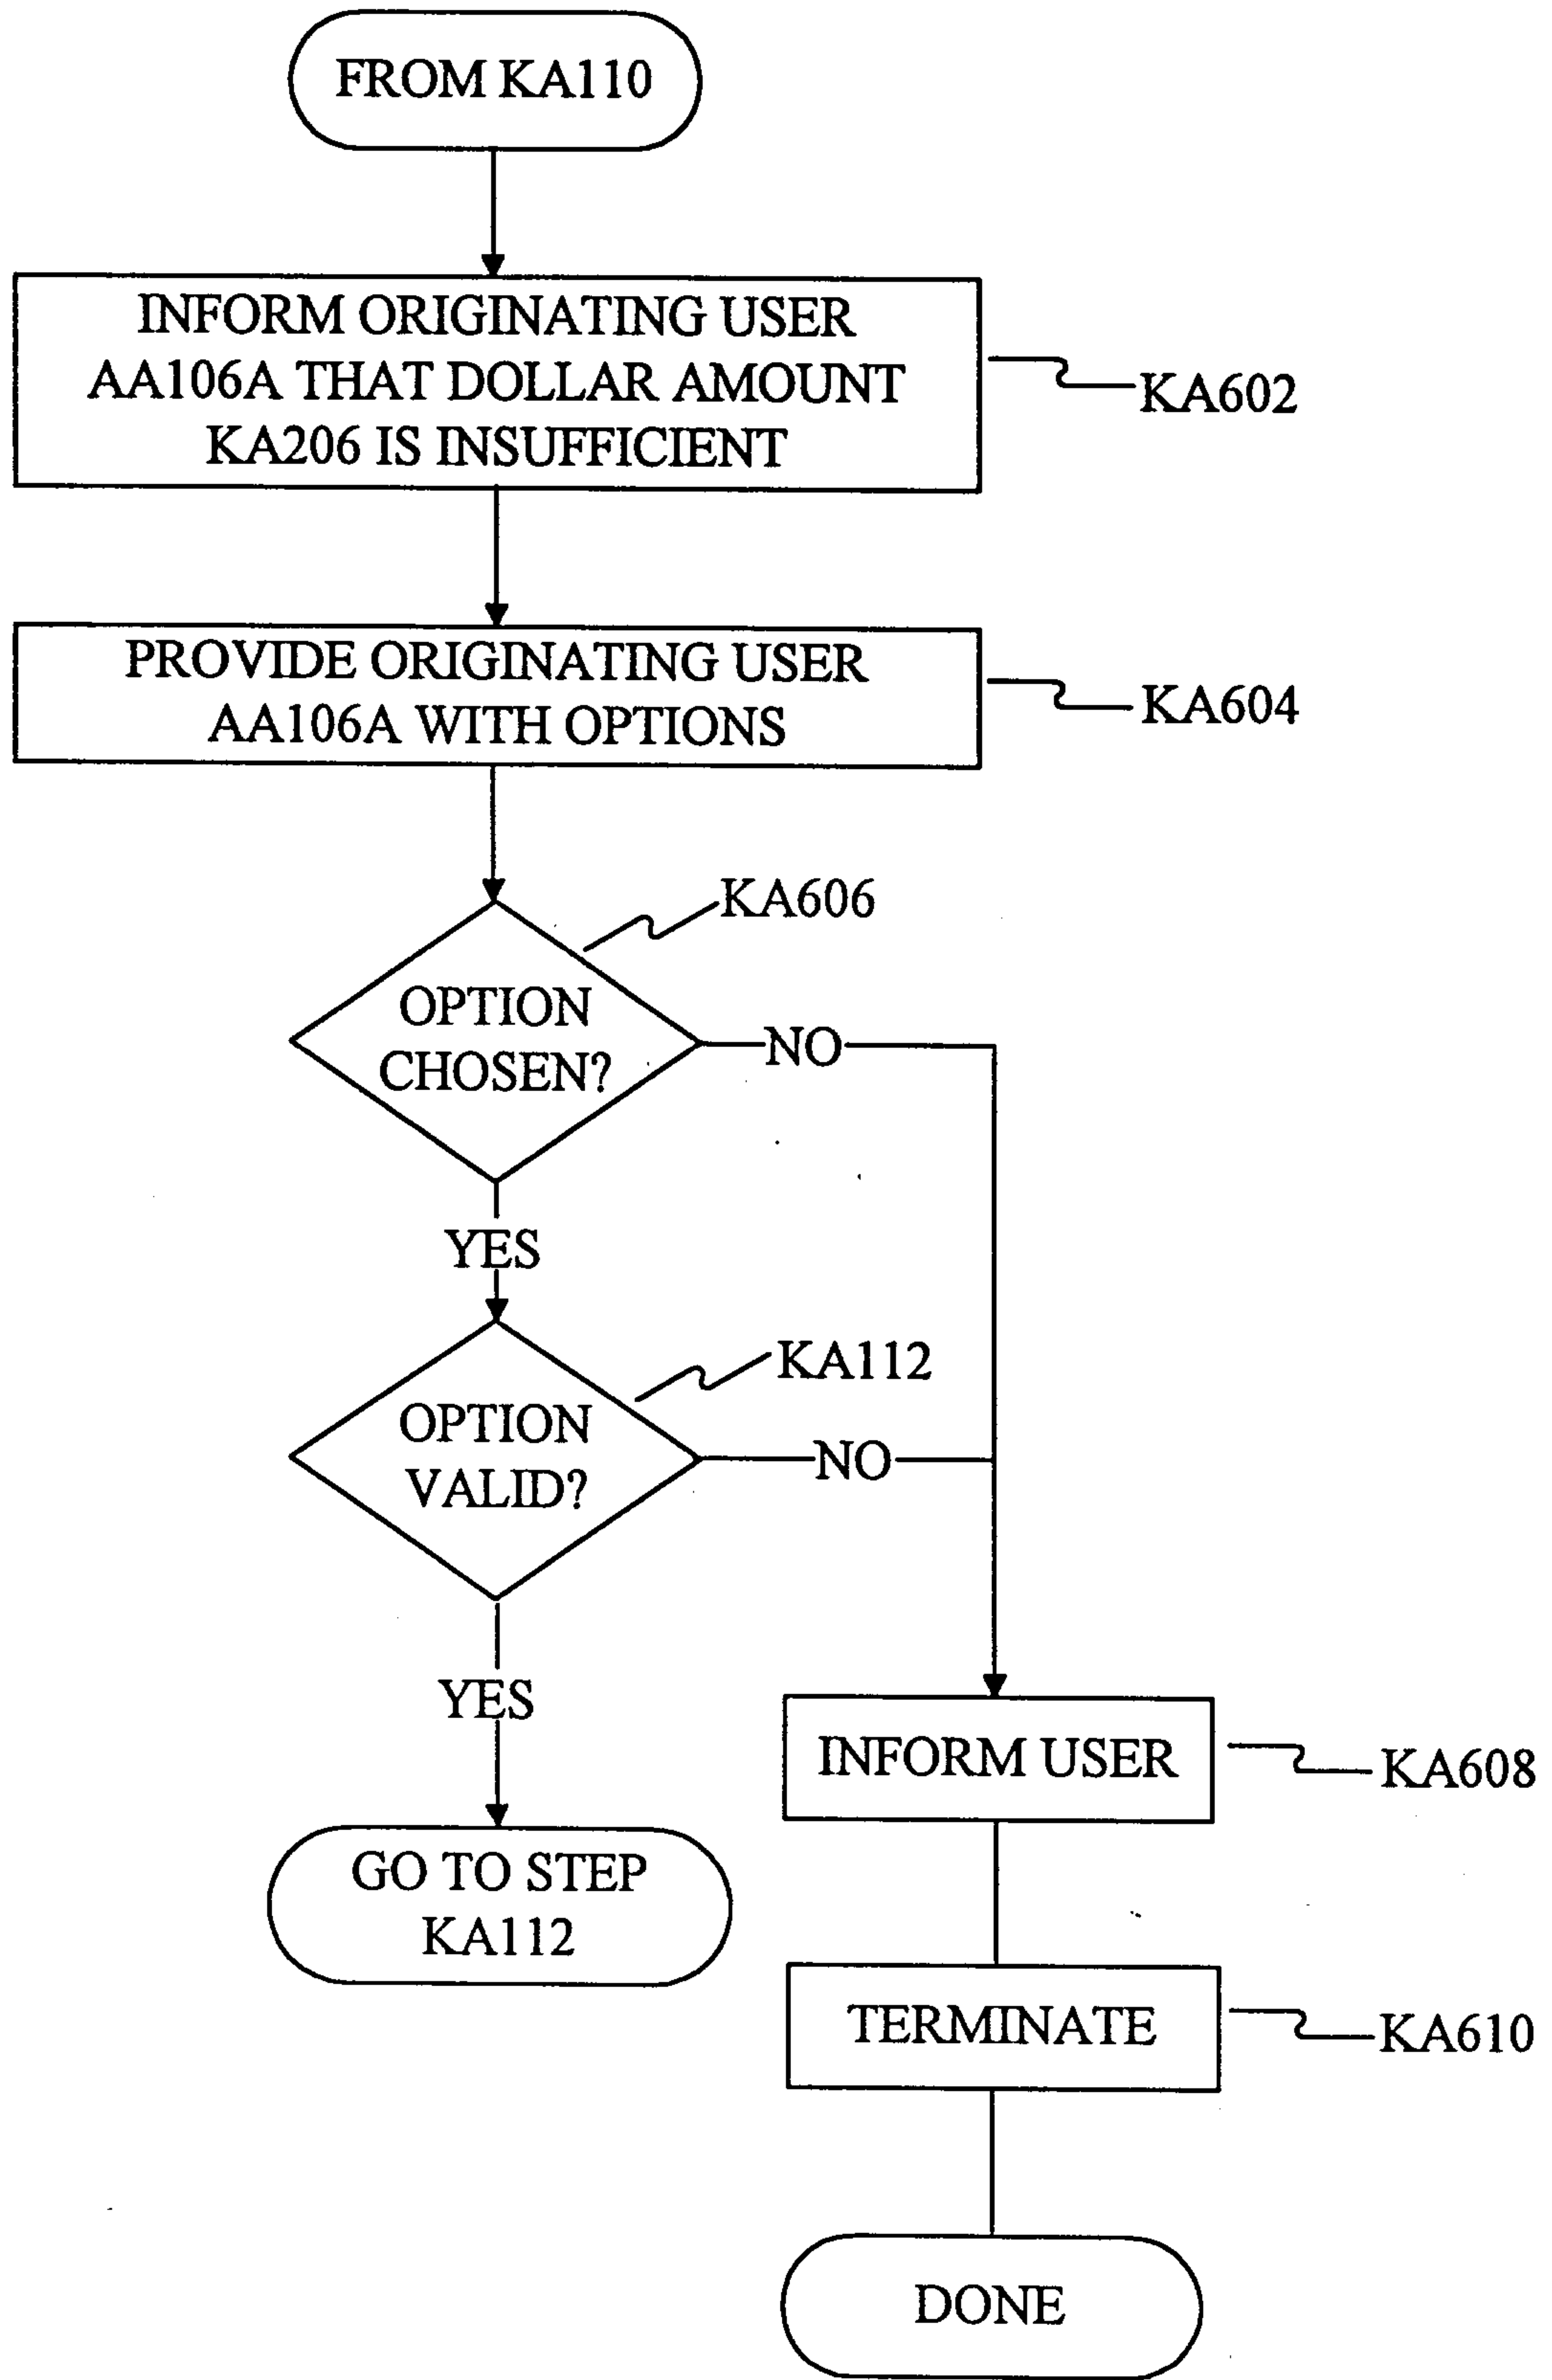 FROM KA110
INFORM ORIGINATING USER
AA106A THAT DOLLAR AMOUNT
KA206 IS INSUFFICIENT
KA602
PROVIDE ORIGINATING USER
AA106A WITH OPTIONS
KA604
KA606
OPTION
CHOSEN?
NO
YES
KA112
OPTION
VALID?
NO
YES
INFORM USER
KA608
GO TO STEP
KA112
TERMINATE
KA610
DONE